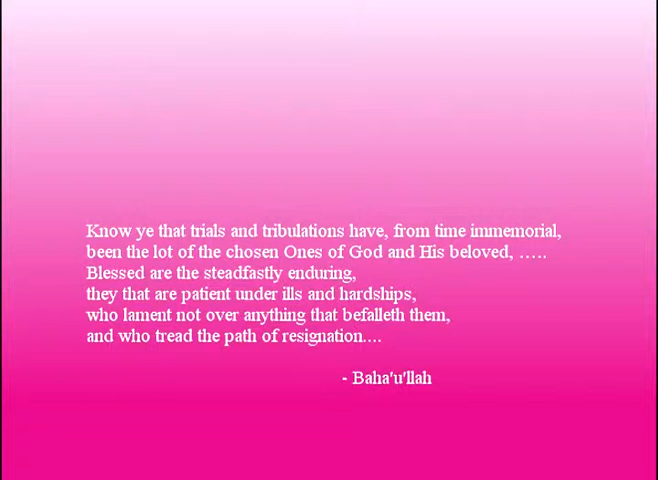 Know ye that trials and tribulations have, from time immemorial,
been the lot of the chosen Ones of God and His beloved, …..
Blessed are the steadfastly enduring,
they that are patient under ills and hardships,
who lament not over anything that befalleth them,
and who tread the path of resignation....
- Baha'u'llah